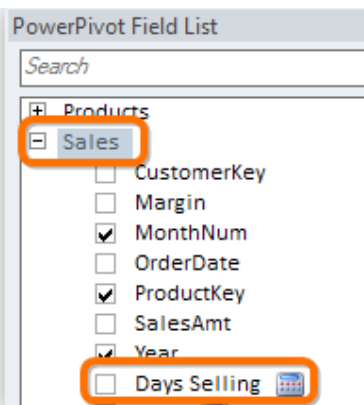 PowerPivot Field List
Search
Products
Sales
CustomerKey
Margin
MonthNum
OrderDate
ProductKey
SalesAmt
Year
Days Selling